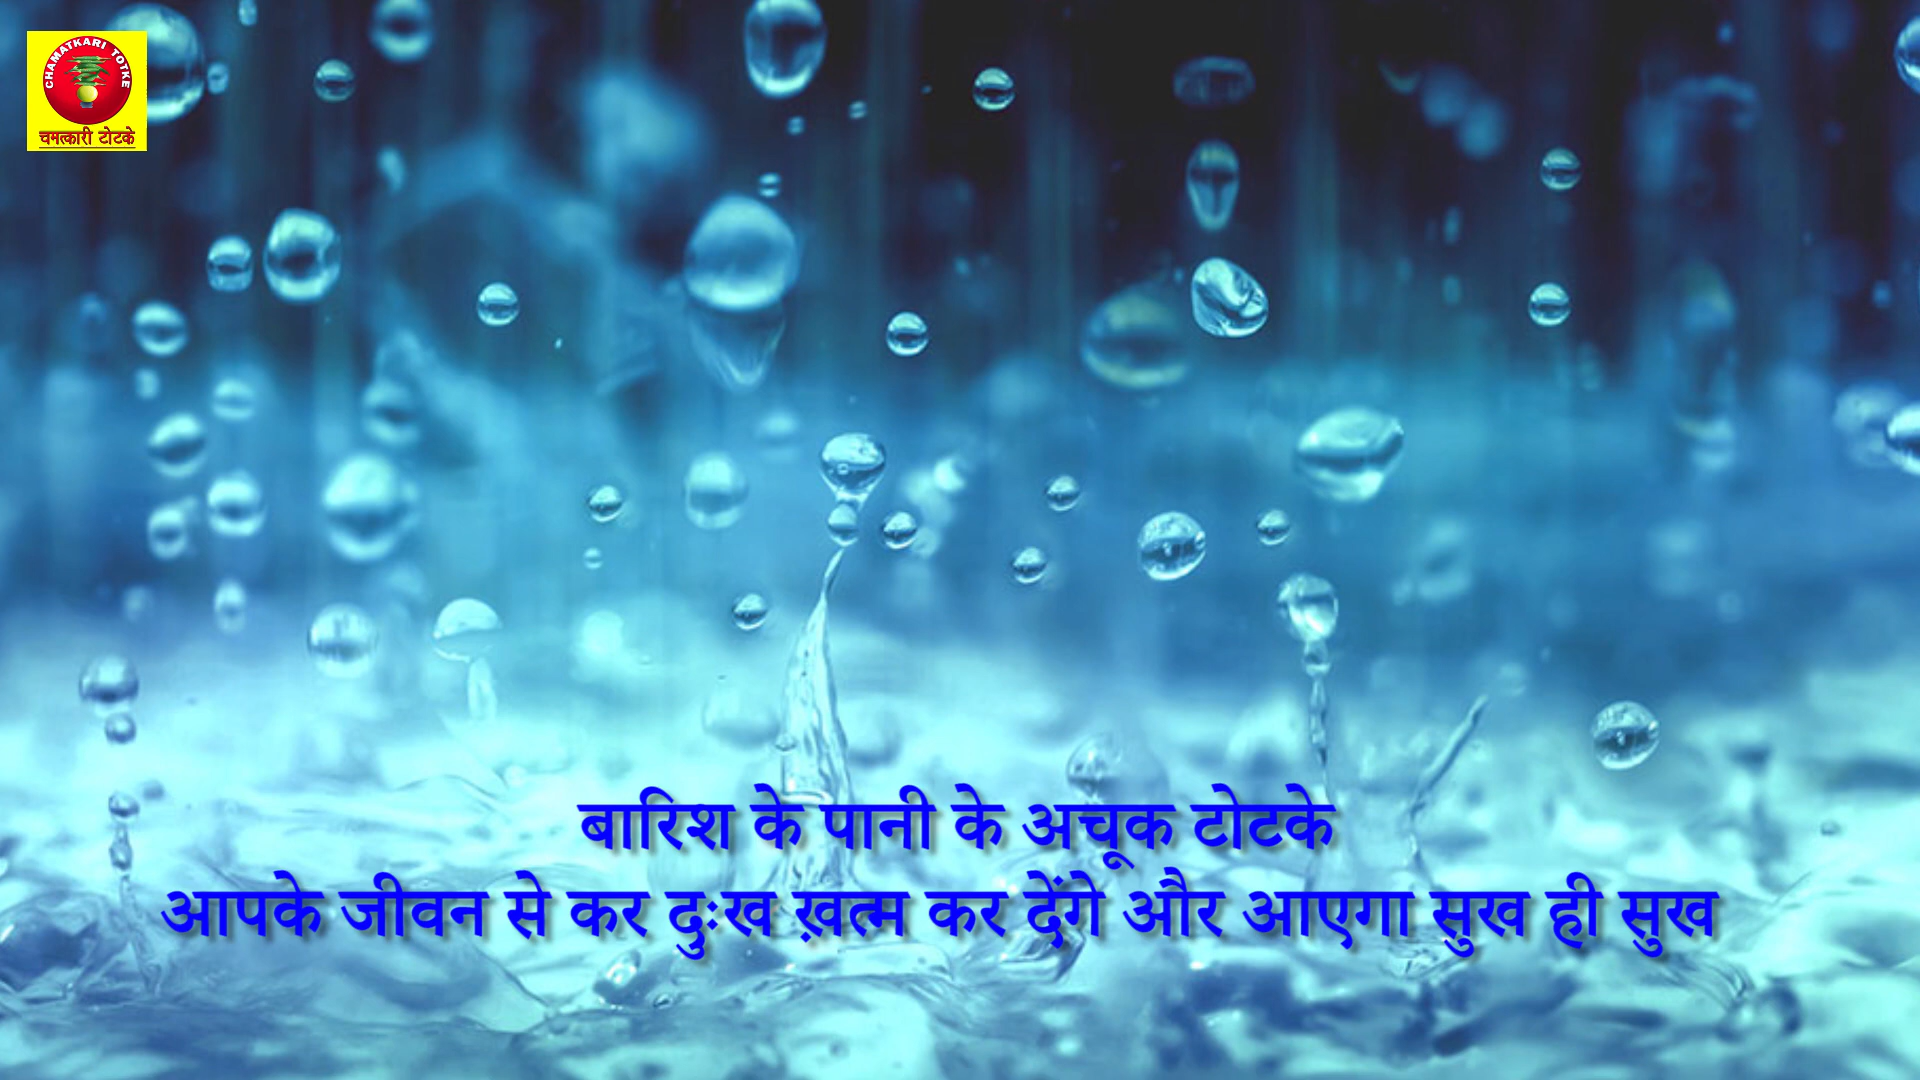 CHAMATKARI TOTKE
चमत्कारी टोटके
बारिश के पानी के अचूक टोटके
आपके जीवन से कर दुःख ख़त्म कर देंगे और आएगा सुख ही सुख